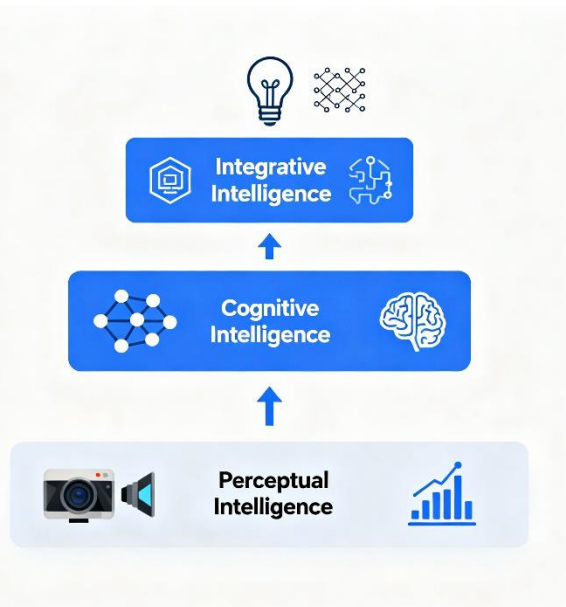 Integrative
Intelligence
Cognitive
Intelligence
Perceptual
Intelligence